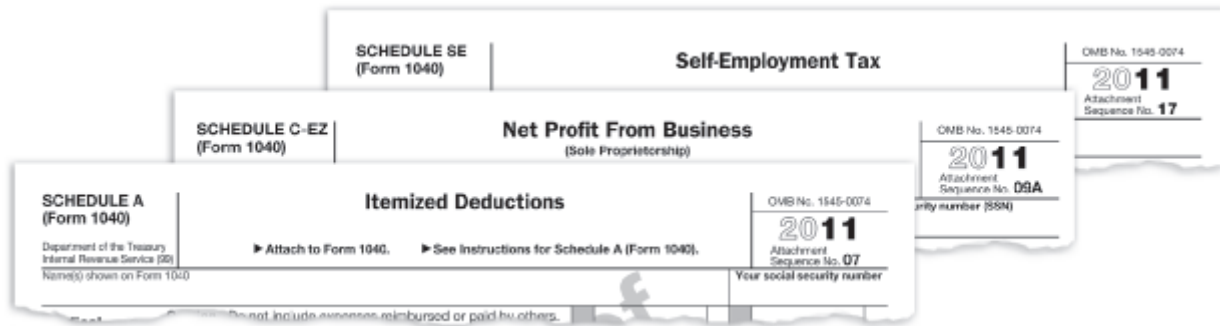 SCHEDULE SE
(Form 1040)
Self-Employment Tax
OMB No. 1545-0074
2011
Attachment
Sequence No. 17
SCHEDULE C-EZ
(Form 1040)
Net Profit From Business
(Sole Proprietorship)
OMB No. 1545-0074
2011
Attachment
Sequence No. 09A
urity number (SSN)
SCHEDULE A
(Form 1040)
Department of the Treasury
Internal Revenue Service (99)
Itemized Deductions
►Attach to Form 1040. ►See Instructions for Schedule A (Form 1040).
OMB No. 1545-0074
2011
Attachment
Sequence No. 07
Name(s) shown on Form 1040
Your social security number
Do not include expenses reimbursed or paid by others.